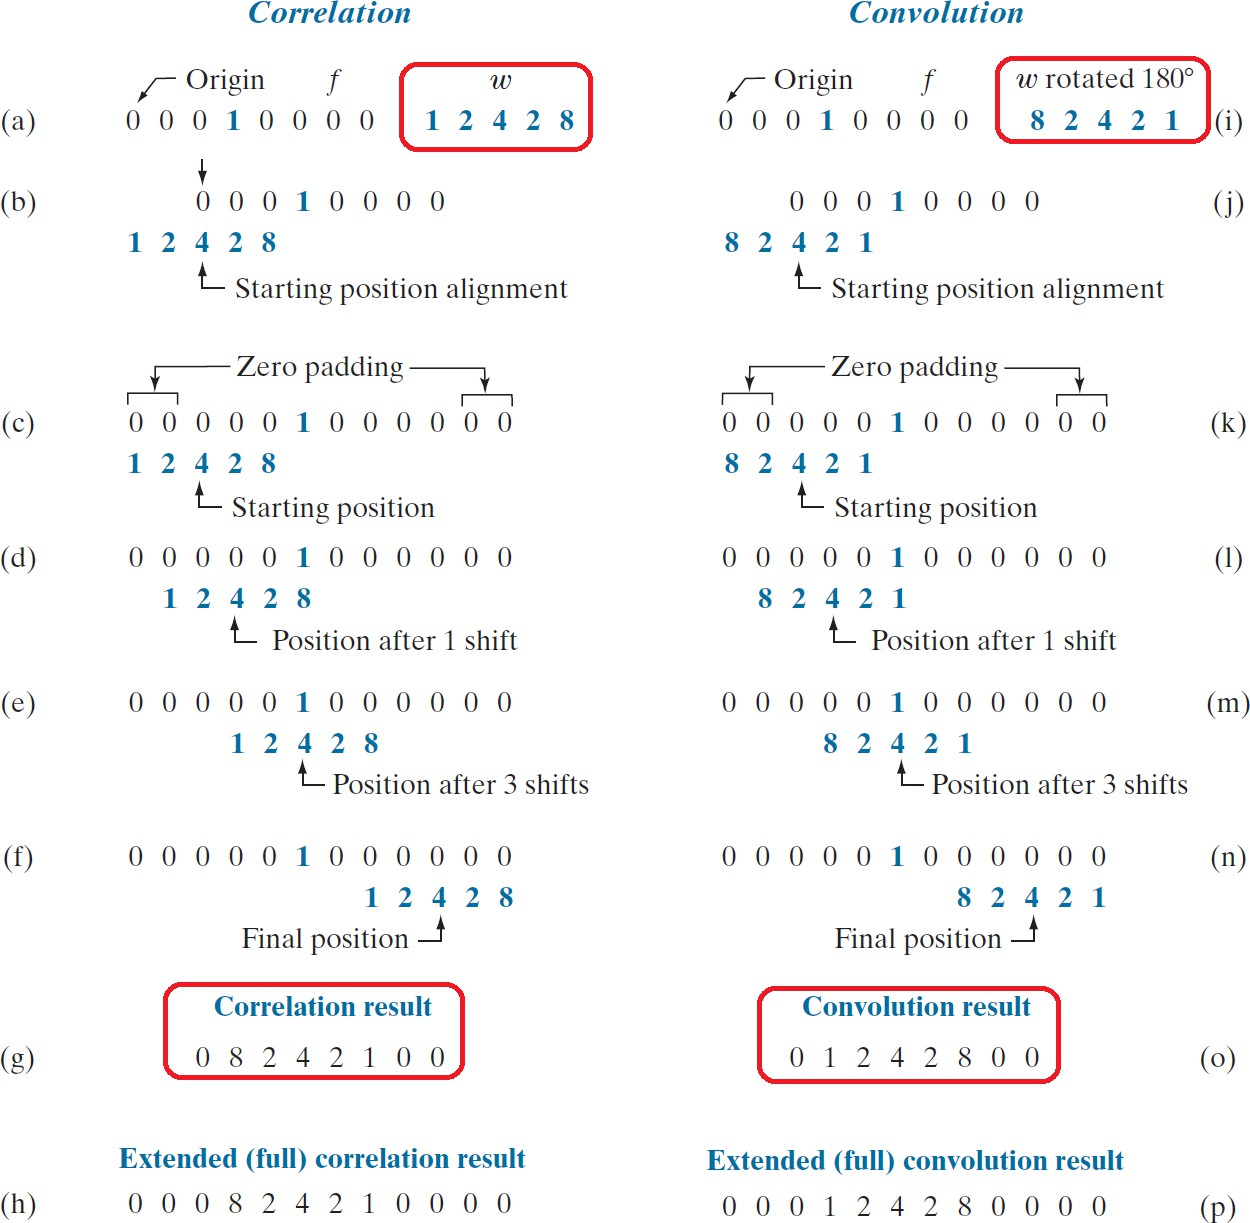 Correlation
Origin f w
(a) 0 0 0 1 0 0 0 0 1 2 4 2 8
(b) 0 0 0 1 0 0 0 0
1 2 4 2 8
Starting position alignment
Zero padding
(c) 0 0 0 0 0 1 0 0 0 0 0 0
1 2 4 2 8
Starting position
(d) 0 0 0 0 0 1 0 0 0 0 0 0
1 2 4 2 8
Position after 1 shift
(e) 0 0 0 0 0 1 0 0 0 0 0 0
1 2 4 2 8
Position after 3 shifts
(f) 0 0 0 0 0 1 0 0 0 0 0 0
1 2 4 2 8
Final position
Correlation result
(g) 0 8 2 4 2 1 0 0
Extended (full) correlation result
(h) 0 0 0 8 2 4 2 1 0 0 0 0
Convolution
Origin f w rotated 180°
0 0 0 1 0 0 0 0 8 2 4 2 1 (i)
0 0 0 1 0 0 0 0 (j)
8 2 4 2 1
Starting position alignment
Zero padding
0 0 0 0 0 1 0 0 0 0 0 0 (k)
8 2 4 2 1
Starting position
0 0 0 0 0 1 0 0 0 0 0 0 (l)
8 2 4 2 1
Position after 1 shift
0 0 0 0 0 1 0 0 0 0 0 0 (m)
8 2 4 2 1
Position after 3 shifts
0 0 0 0 0 1 0 0 0 0 0 0 (n)
8 2 4 2 1
Final position
Convolution result
0 1 2 4 2 8 0 0 (o)
Extended (full) convolution result
0 0 0 1 2 4 2 8 0 0 0 0 (p)